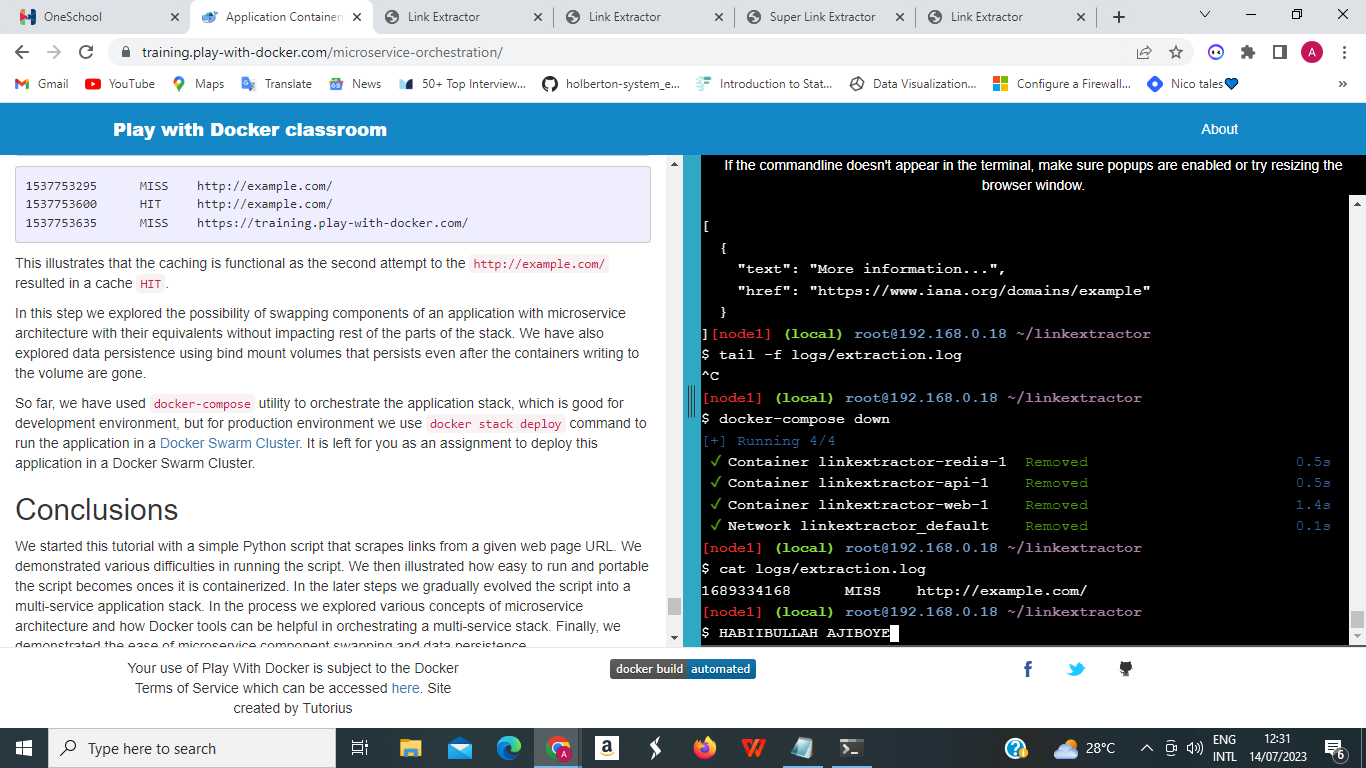 OneSchool
Application Container
Link Extractor
Link Extractor
Super Link Extractor
Link Extractor
training.play-with-docker.com/microservice-orchestration/
A
Gmail
YouTube
Maps
Translate
News
50+ Top Interview...
holberton-system_e...
Introduction to Stat...
Data Visualization...
Configure a Firewall...
Nico tales💙
»
Play with Docker classroom
About
1537753295 MISS http://example.com/
1537753600 HIT http://example.com/
1537753635 MISS https://training.play-with-docker.com/
This illustrates that the caching is functional as the second attempt to the http://example.com/
resulted in a cache HIT.
In this step we explored the possibility of swapping components of an application with microservice
architecture with their equivalents without impacting rest of the parts of the stack. We have also
explored data persistence using bind mount volumes that persists even after the containers writing to
the volume are gone.
So far, we have used docker-compose utility to orchestrate the application stack, which is good for
development environment, but for production environment we use docker stack deploy command to
run the application in a Docker Swarm Cluster. It is left for you as an assignment to deploy this
application in a Docker Swarm Cluster.
Conclusions
We started this tutorial with a simple Python script that scrapes links from a given web page URL. We
demonstrated various difficulties in running the script. We then illustrated how easy to run and portable
the script becomes onces it is containerized. In the later steps we gradually evolved the script into a
multi-service application stack. In the process we explored various concepts of microservice
architecture and how Docker tools can be helpful in orchestrating a multi-service stack. Finally, we
demonstrated the ease of microservice component swapping and data persistence.
If the commandline doesn't appear in the terminal, make sure popups are enabled or try resizing the
browser window.
[
{
"text": "More information...",
"href": "https://www.iana.org/domains/example"
}
][node1] (local) root@192.168.0.18 ~/linkextractor
$ tail -f logs/extraction.log
^C
[node1] (local) root@192.168.0.18 ~/linkextractor
$ docker-compose down
[+] Running 4/4
✓ Container linkextractor-redis-1 Removed 0.5s
✓ Container linkextractor-api-1 Removed 0.5s
✓ Container linkextractor-web-1 Removed 1.4s
✓ Network linkextractor_default Removed 0.1s
[node1] (local) root@192.168.0.18 ~/linkextractor
$ cat logs/extraction.log
1689334168 MISS http://example.com/
[node1] (local) root@192.168.0.18 ~/linkextractor
$ HABIIBULLAH AJIBOYE
Your use of Play With Docker is subject to the Docker
Terms of Service which can be accessed here. Site
created by Tutorius
docker build automated
Type here to search
28°C
ENG
INTL
12:31
14/07/2023
6